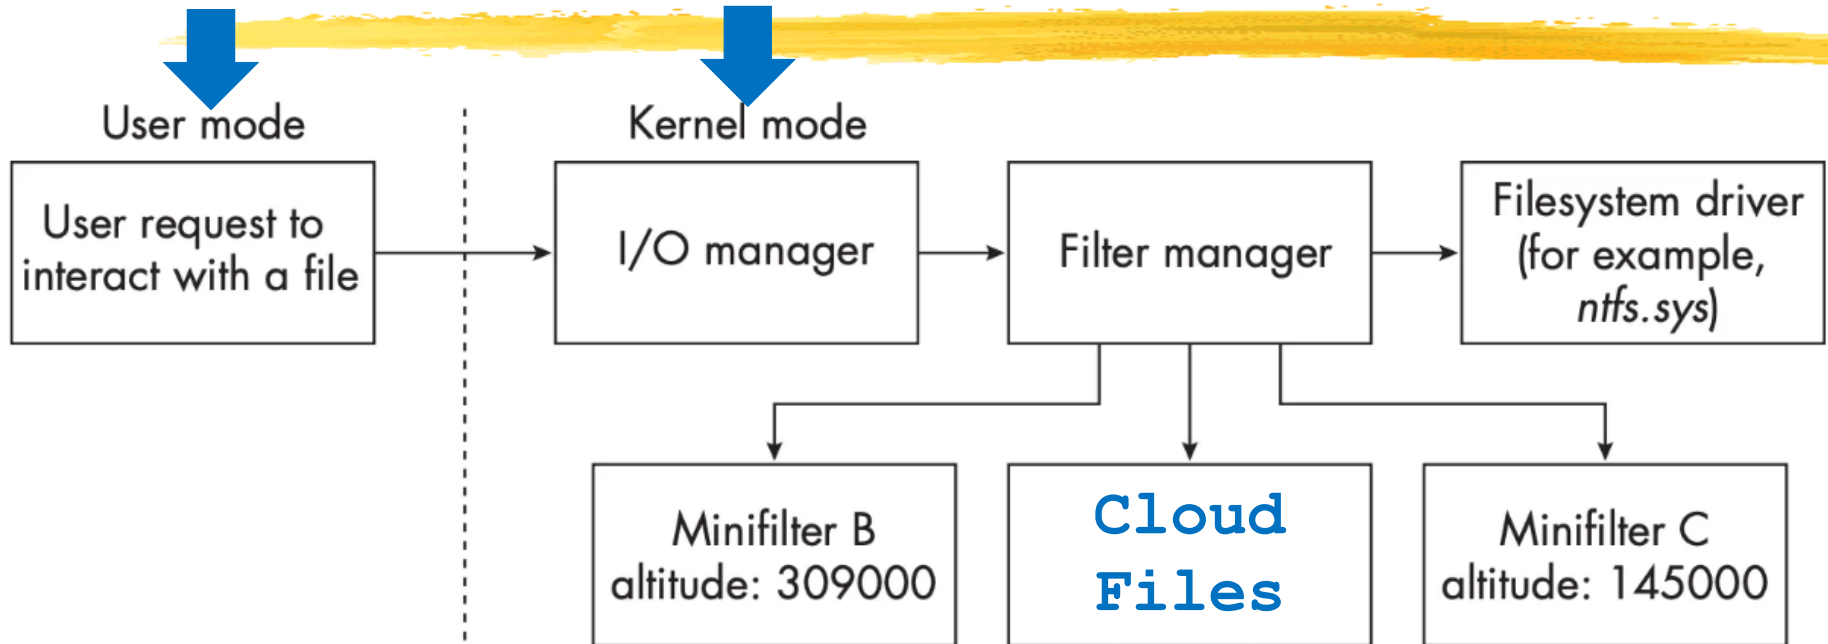 User mode
Kernel mode
User request to
interact with a file
I/O manager
Filter manager
Filesystem driver
(for example,
ntfs.sys)
Minifilter B
altitude: 309000
Cloud
Files
Minifilter C
altitude: 145000